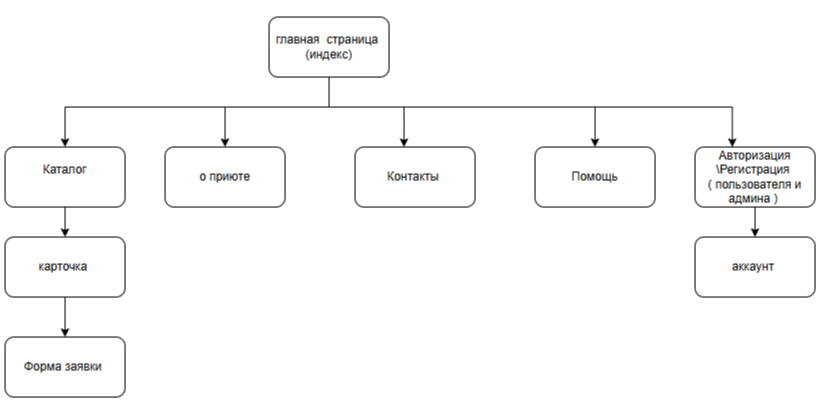 главная страница
(индекс)
Каталог
о приюте
Контакты
Помощь
Авторизация
\Регистрация
( пользователя и
админа )
карточка
аккаунт
Форма заявки